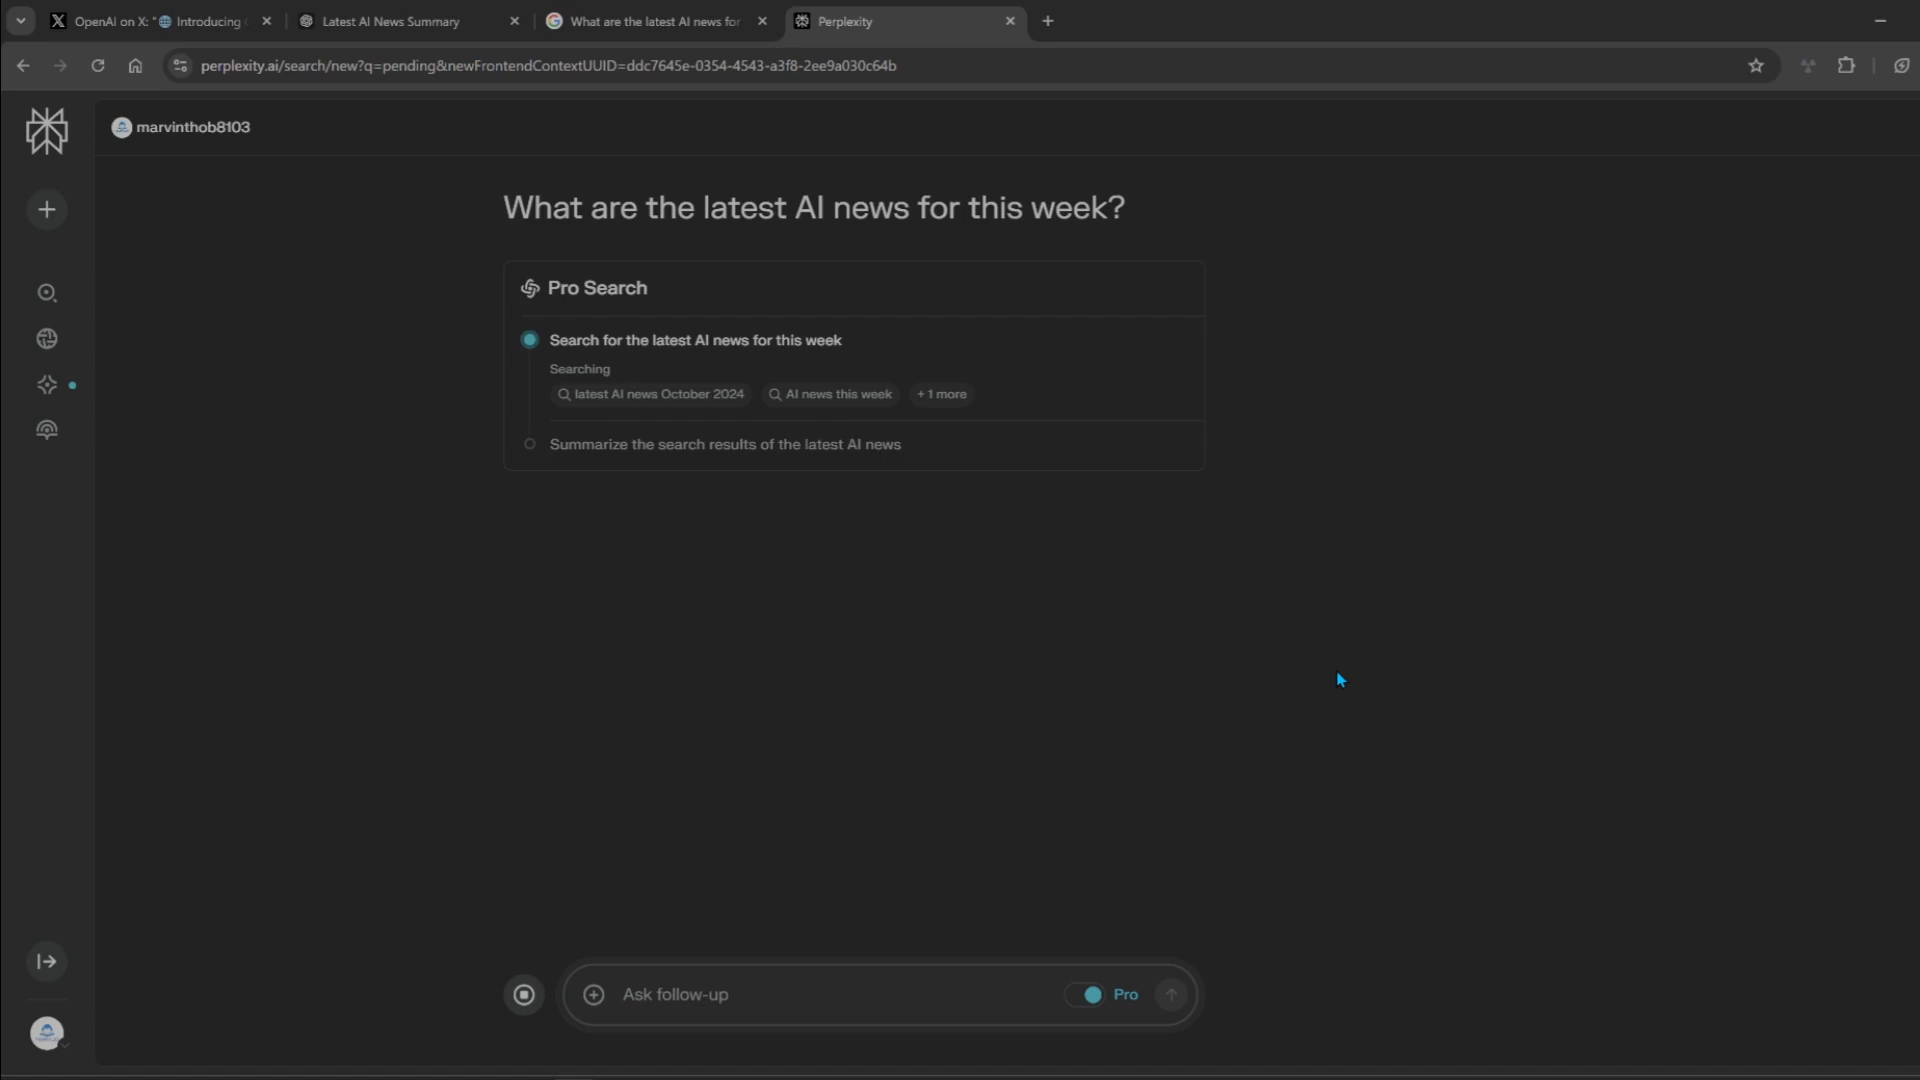 OpenAI on X: "🌐 Introducing
Latest AI News Summary
What are the latest AI news for
Perplexity
perplexity.ai/search/new?q=pending&newFrontendContextUUID=ddc7645e-0354-4543-a3f8-2ee9a030c64b
marvinthob8103
What are the latest AI news for this week?
Pro Search
Search for the latest AI news for this week
Searching
latest AI news October 2024
AI news this week
+ 1 more
Summarize the search results of the latest AI news
Ask follow-up
Pro